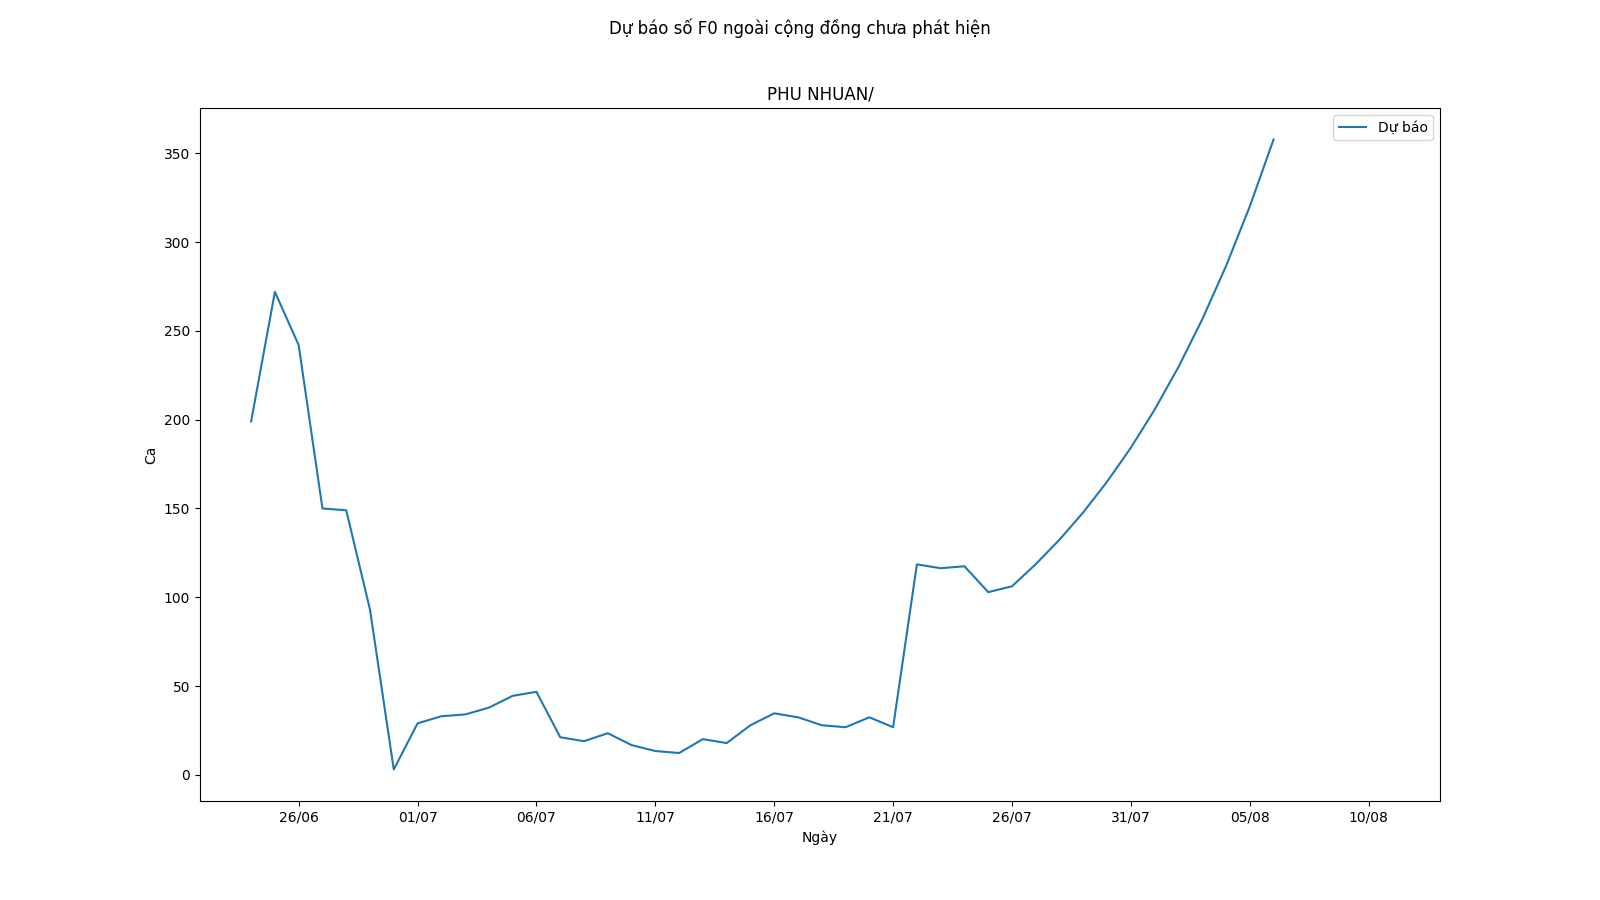 Dự báo số F0 ngoài cộng đồng chưa phát hiện
PHU NHUAN/
Dự báo
350
300
250
200
150
100
50
0
Ca
26/06 01/07 06/07 11/07 16/07 21/07 26/07 31/07 05/08 10/08
Ngày